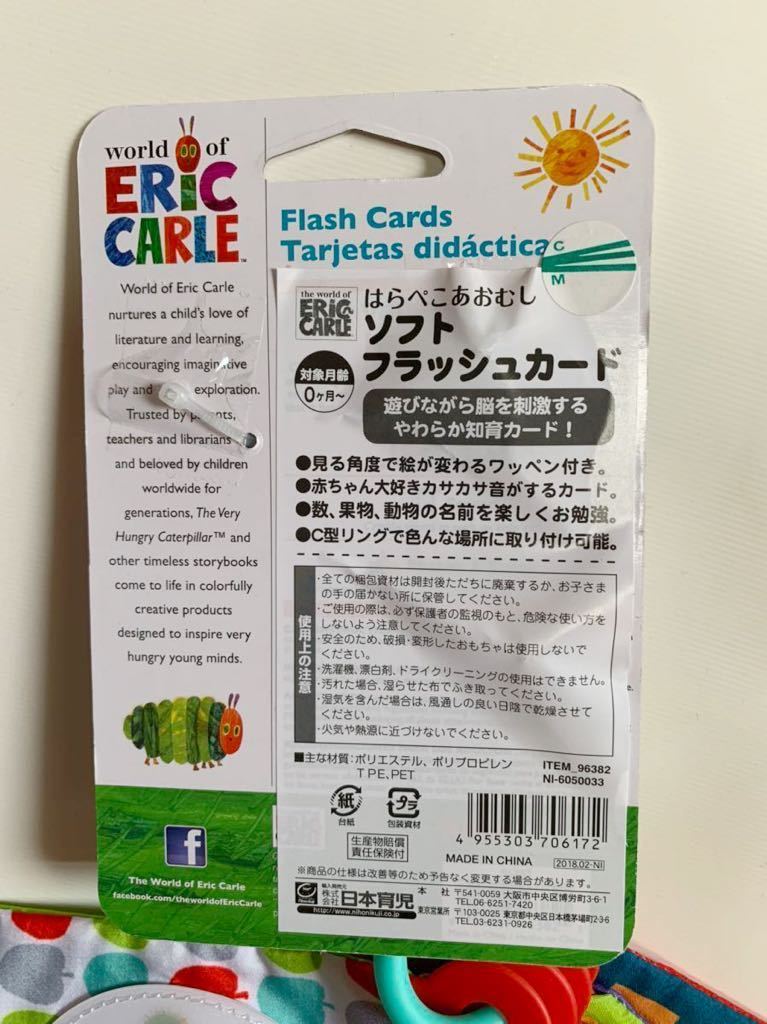 world of
ERIC
CARLE™
World of Eric Carle
nurtures a child's love of
literature and learning,
encouraging imaginative
play and exploration.
Trusted by parents,
teachers and librarians
and beloved by children
worldwide for
generations, The Very
Hungry Caterpillar™ and
other timeless storybooks
come to life in colorfully
creative products
designed to inspire very
hungry young minds.
f
The World of Eric Carle
facebook.com/theworldofEricCarle
Flash Cards
Tarjetas didáctica
C
M
the world of
ERIC
CARLE
はらぺこあおむし
ソフト
フラッシュカード
対象月齢
0ヶ月～
遊びながら脳を刺激する
やわらか知育カード！
●見る角度で絵が変わるワッペン付き。
●赤ちゃん大好きカサカサ音がするカード。
●数、果物、動物の名前を楽しくお勉強。
●C型リングで色んな場所に取り付け可能。
使用上の注意
・全ての梱包資材は開封後ただちに廃棄するか、お子さま
の手の届かない所に保管してください。
・ご使用の際は、必ず保護者の監視のもと、危険な使い方を
しないよう注意してください。
・安全のため、破損・変形したおもちゃは使用しないで
ください。
・洗濯機、漂白剤、ドライクリーニングの使用はできません。
・汚れた場合、湿らせた布でふき取ってください。
・湿気を含んだ場合は、風通しの良い日陰で乾燥させて
ください。
・火気や熱源に近づけないでください。
■主な材質：ポリエステル、ポリプロピレン
TPE,PET
ITEM_96382
NI-6050033
紙
台紙
プラ
包装資材
生産物賠償
責任保険付
4 955303 706172
MADE IN CHINA
2018.02-NI
※商品の仕様は改善等のため予告なく変更する場合があります。
輸入発売元
株式会社 日本育児
http://www.nihonikuji.co.jp
本 社 〒541-0059 大阪市中央区博労町3-6-1
TEL.06-6251-7420
東京営業所 〒103-0025 東京都中央区日本橋茅場町2-3-6
TEL.03-6231-0926